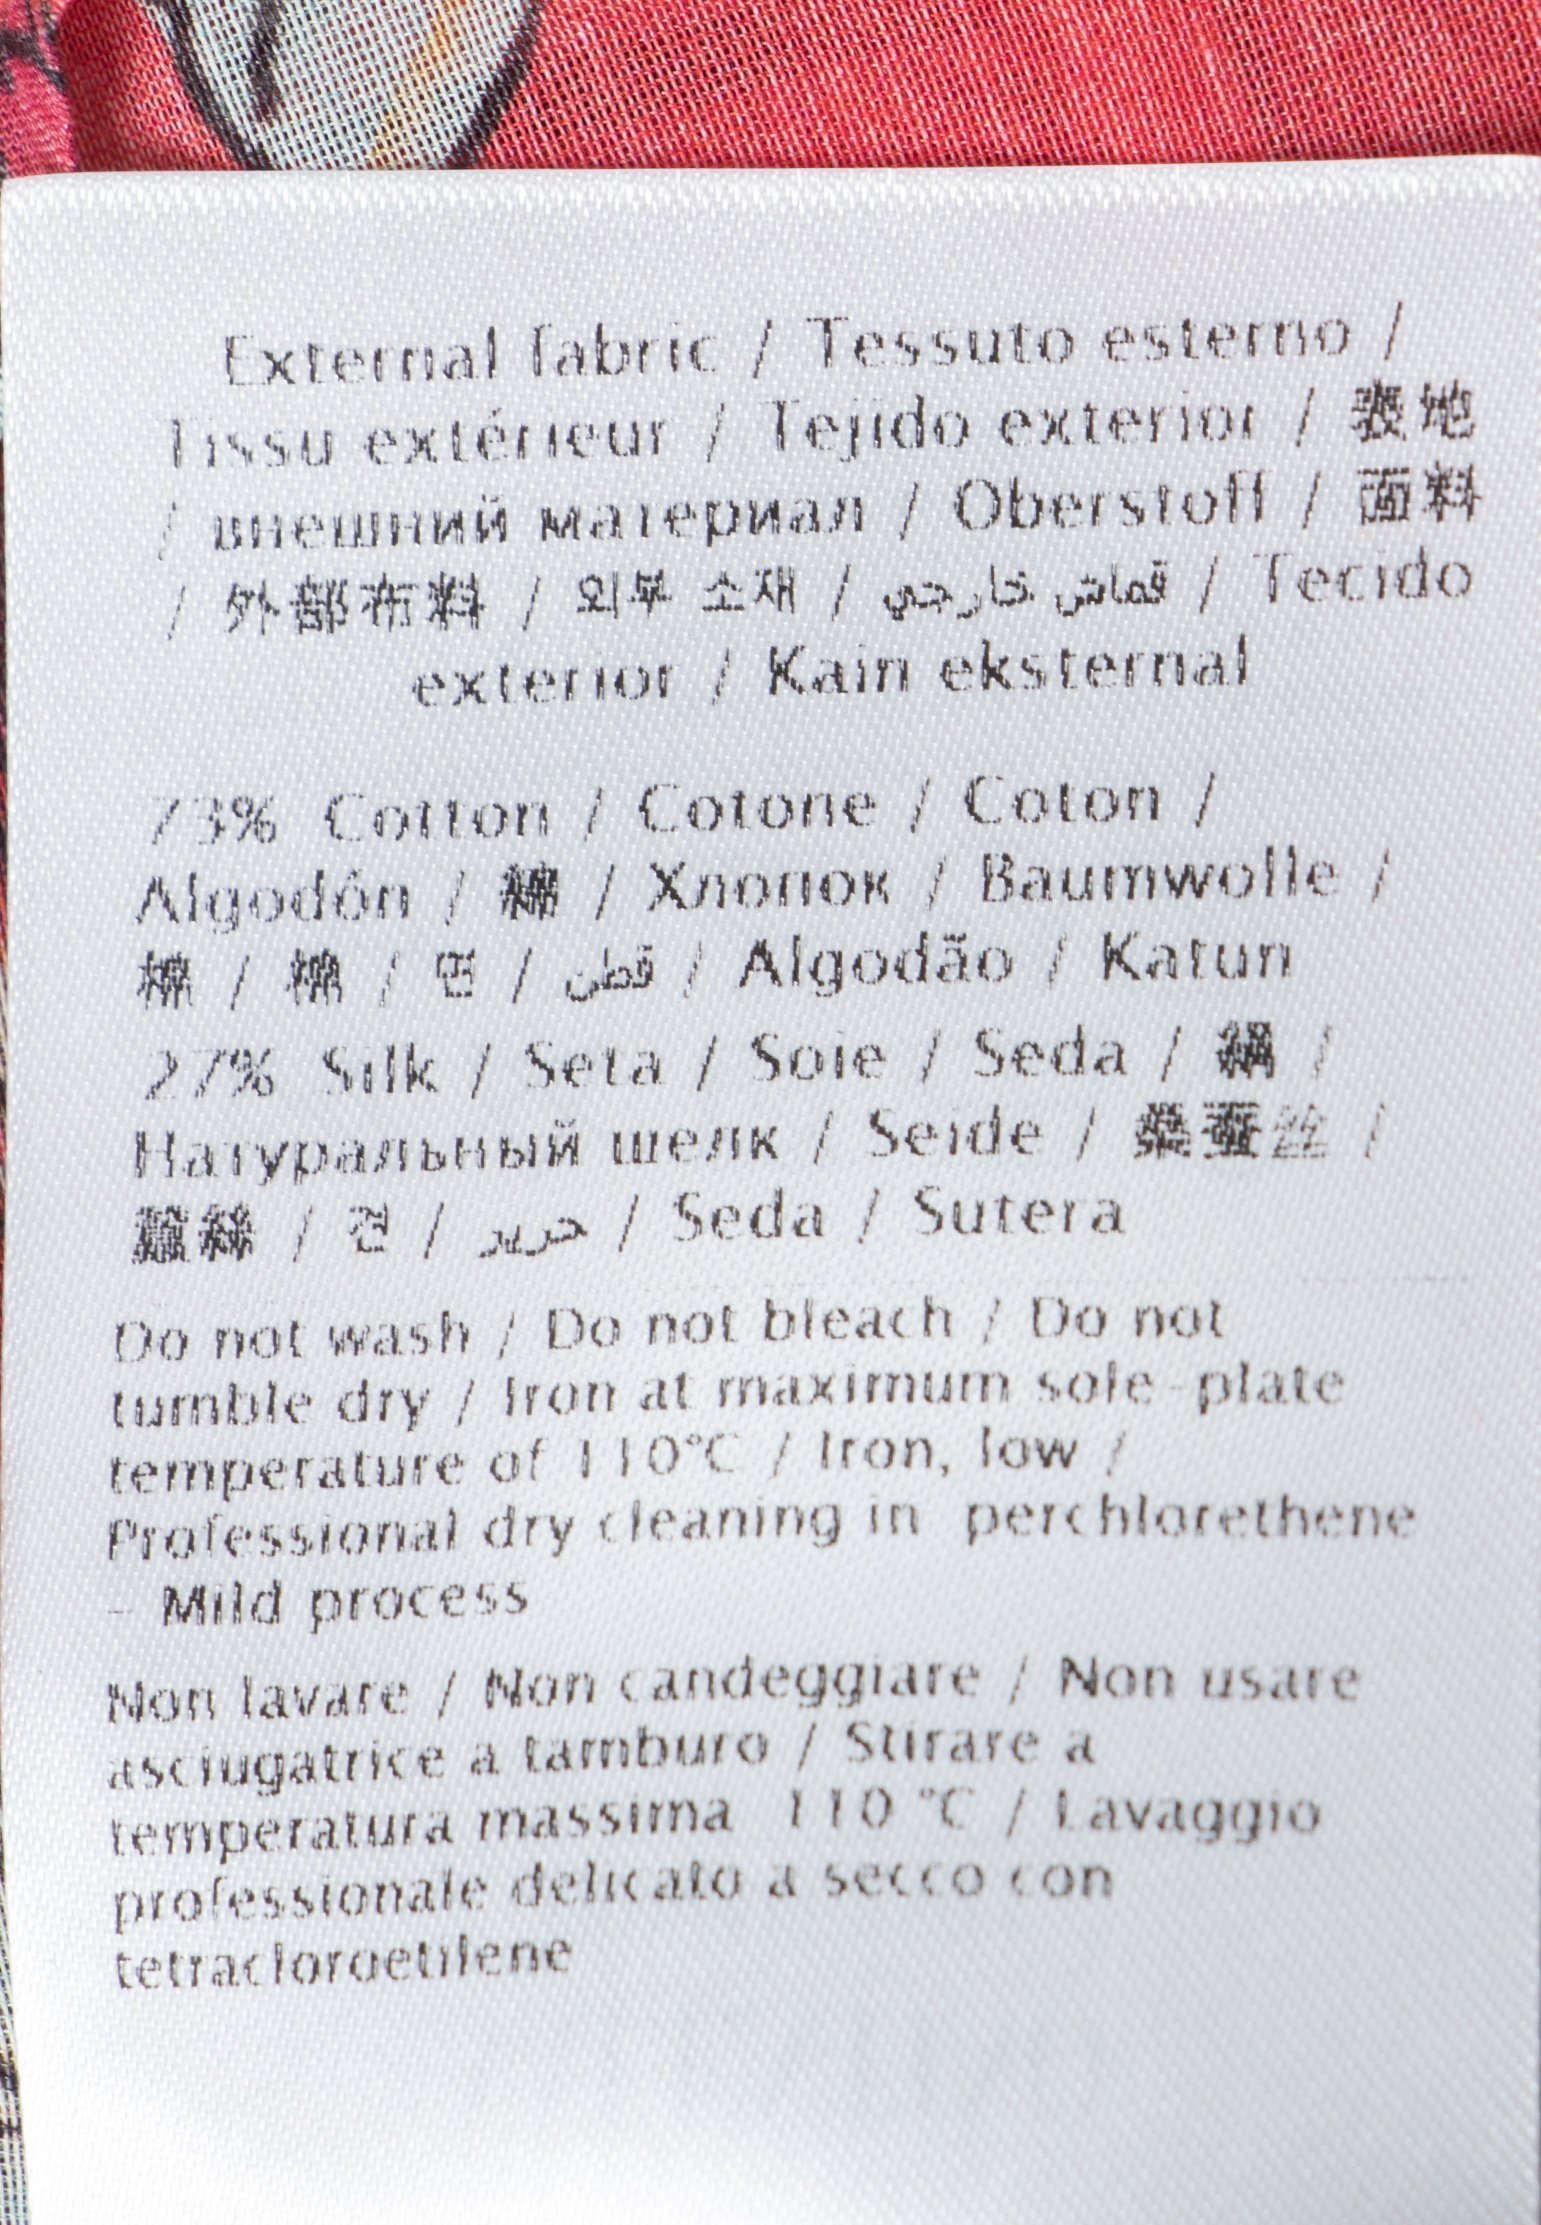 External fabric / Tessuto esterno /
Tissu extérieur / Tejido exterior / 表地
/ внешний материал / Oberstoff / 面料
/ 外部布料 / 외부 소재 / قماش خارجي / Tecido
exterior / Kain eksternal
73% Cotton / Cotone / Coton /
Algodón / 綿 / Хлопок / Baumwolle /
棉 / 棉 / 면 / قطن / Algodão / Katun
27% Silk / Seta / Soie / Seda / 絹 /
Натуральный шелк / Seide / 桑蚕丝 /
蠶絲 / 견 / حرير / Seda / Sutera
Do not wash / Do not bleach / Do not
tumble dry / Iron at maximum sole-plate
temperature of 110°C / Iron, low /
Professional dry cleaning in perchlorethene
- Mild process
Non lavare / Non candeggiare / Non usare
asciugatrice a tamburo / Stirare a
temperatura massima 110 °C / Lavaggio
professionale delicato a secco con
tetracloroetilene